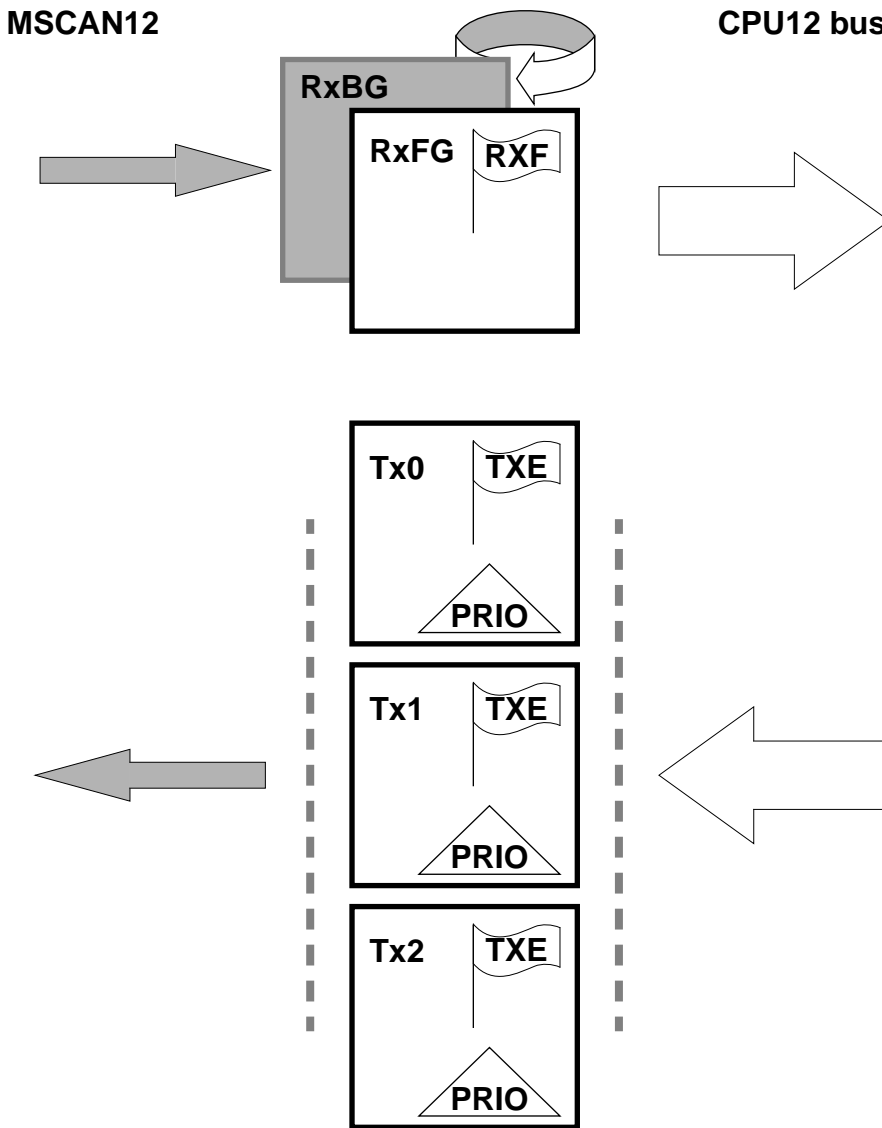 MSCAN12
CPU12 bus
RxBG
RxFG
RXF
Tx0
TXE
PRIO
Tx1
TXE
PRIO
Tx2
TXE
PRIO